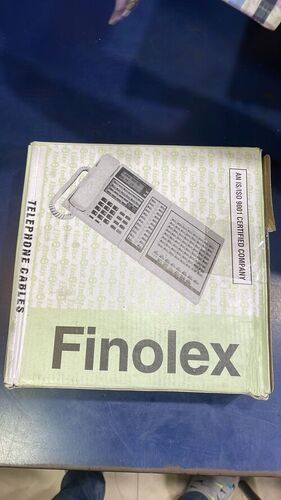 TELEPHONE CABLES
AN IS/ISO 9001 CERTIFIED COMPANY
Finolex